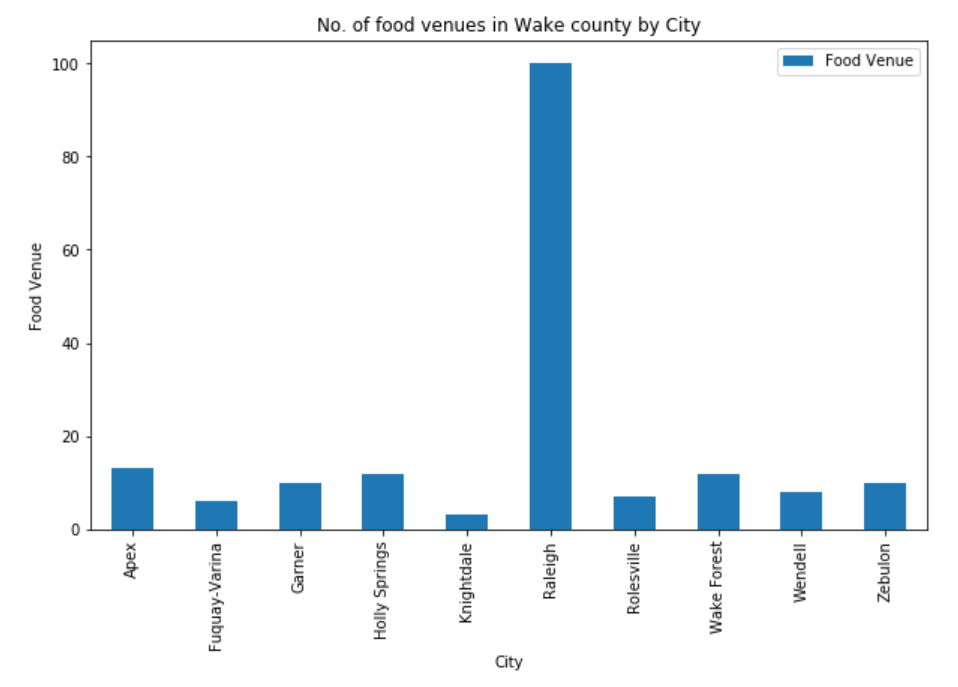 No. of food venues in Wake county by City
Food Venue
100
80
60
40
20
0
Food Venue
Apex
Fuquay-Varina
Garner
Holly Springs
Knightdale
Raleigh
Rolesville
Wake Forest
Wendell
Zebulon
City